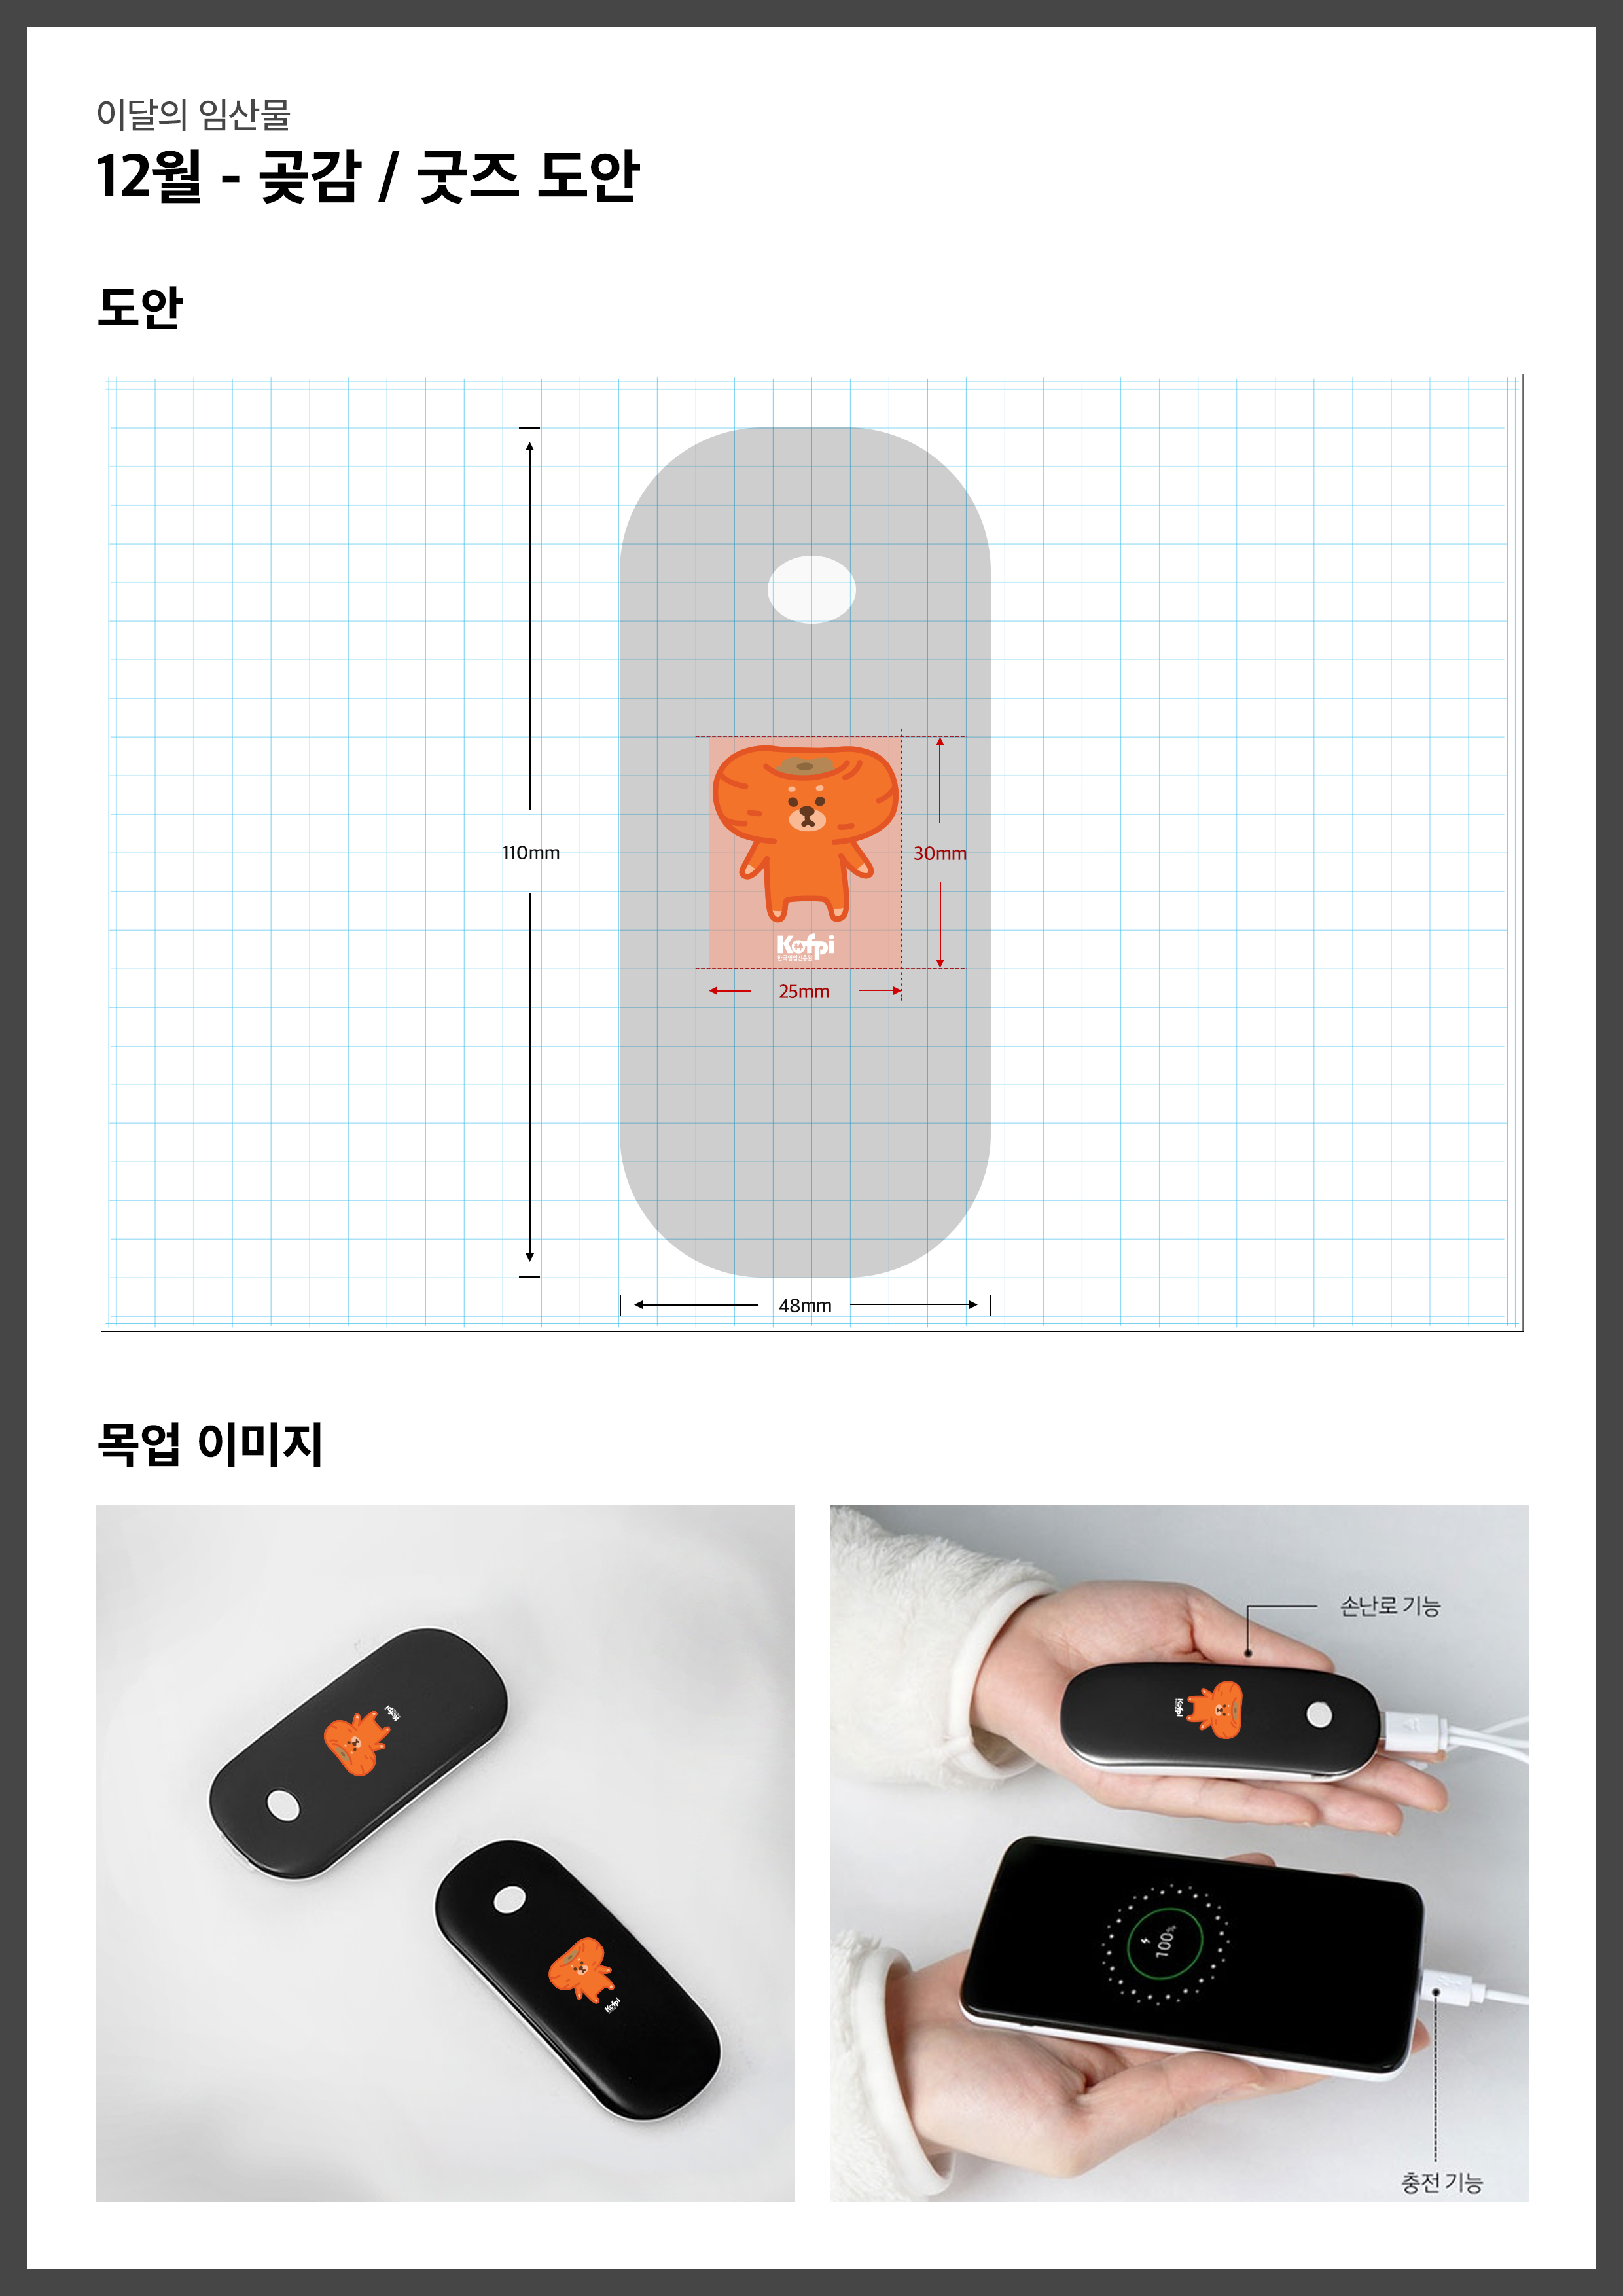 이달의 임산물
12월 - 곶감 / 굿즈 도안
도안
110mm
30mm
Kofpi
한국임업진흥원
25mm
48mm
목업 이미지
Kofpi
Kofpi
손난로 기능
Kofpi
100%
충전 기능